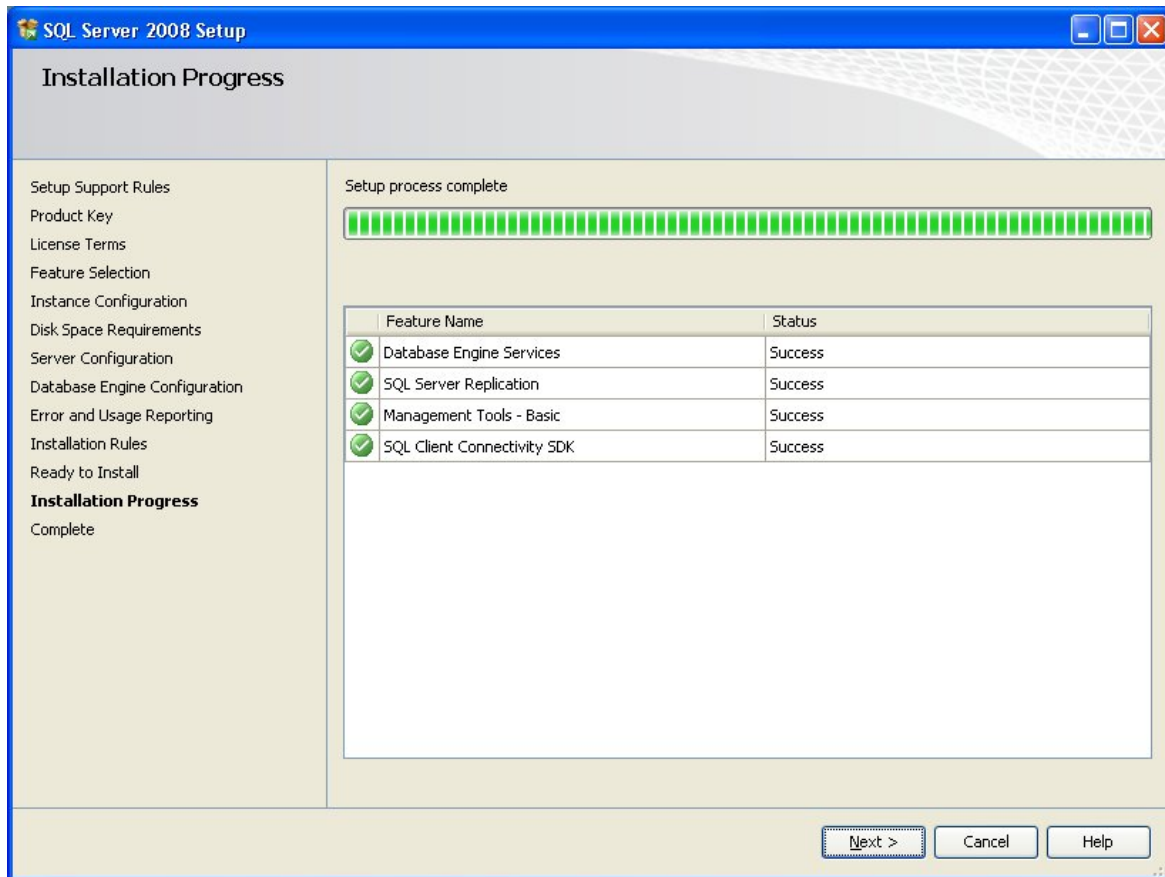 SQL Server 2008 Setup
Installation Progress
Setup Support Rules
Product Key
License Terms
Feature Selection
Instance Configuration
Disk Space Requirements
Server Configuration
Database Engine Configuration
Error and Usage Reporting
Installation Rules
Ready to Install
Installation Progress
Complete
Setup process complete
Feature Name Status
Database Engine Services Success
SQL Server Replication Success
Management Tools - Basic Success
SQL Client Connectivity SDK Success
Next > Cancel Help